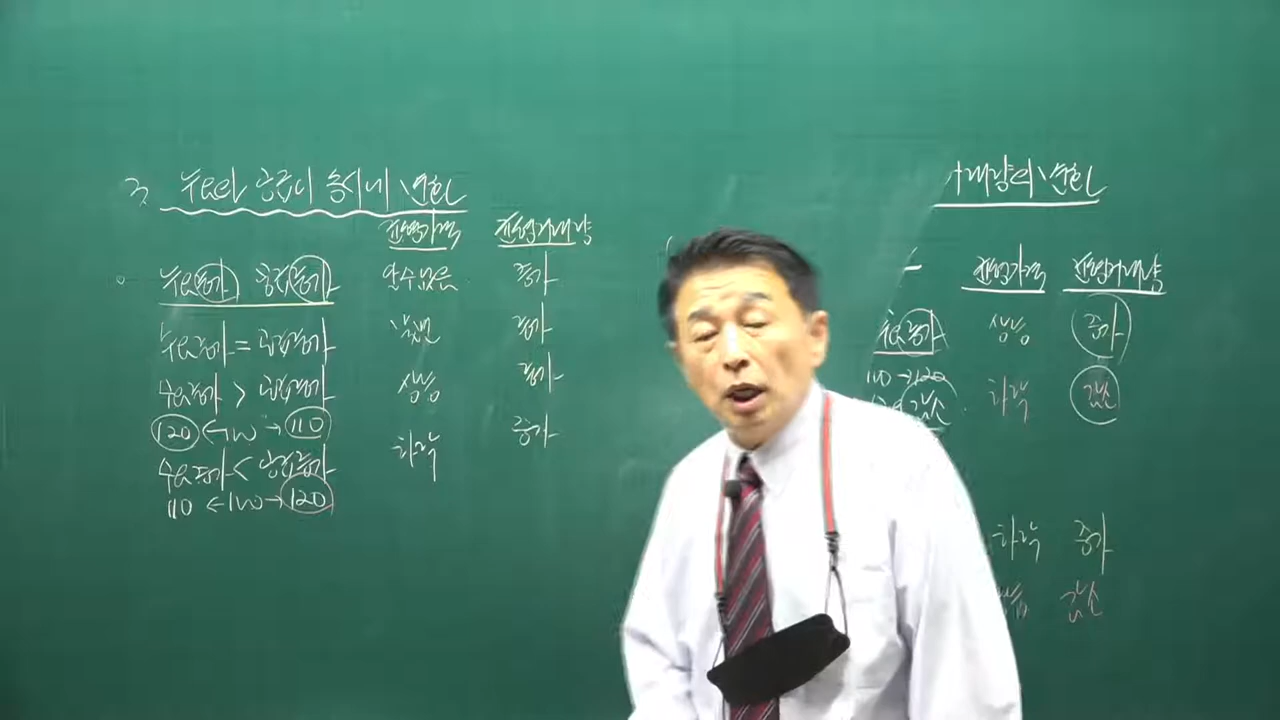 3. 수요와 공급이 동시에 변할
균형가격 균형거래량
수요증가 공급증가 알수없음 증가
수요증가 = 공급증가 불변 증가
수요증가 > 공급증가 상승 증가
120 ← 100 → 110
수요증가 < 공급증가 하락 증가
110 ← 100 → 120
거래량의 변화
균형가격 균형거래량
수요증가 상승 증가
110 → 120
감소 하락 감소
하락 증가
감소